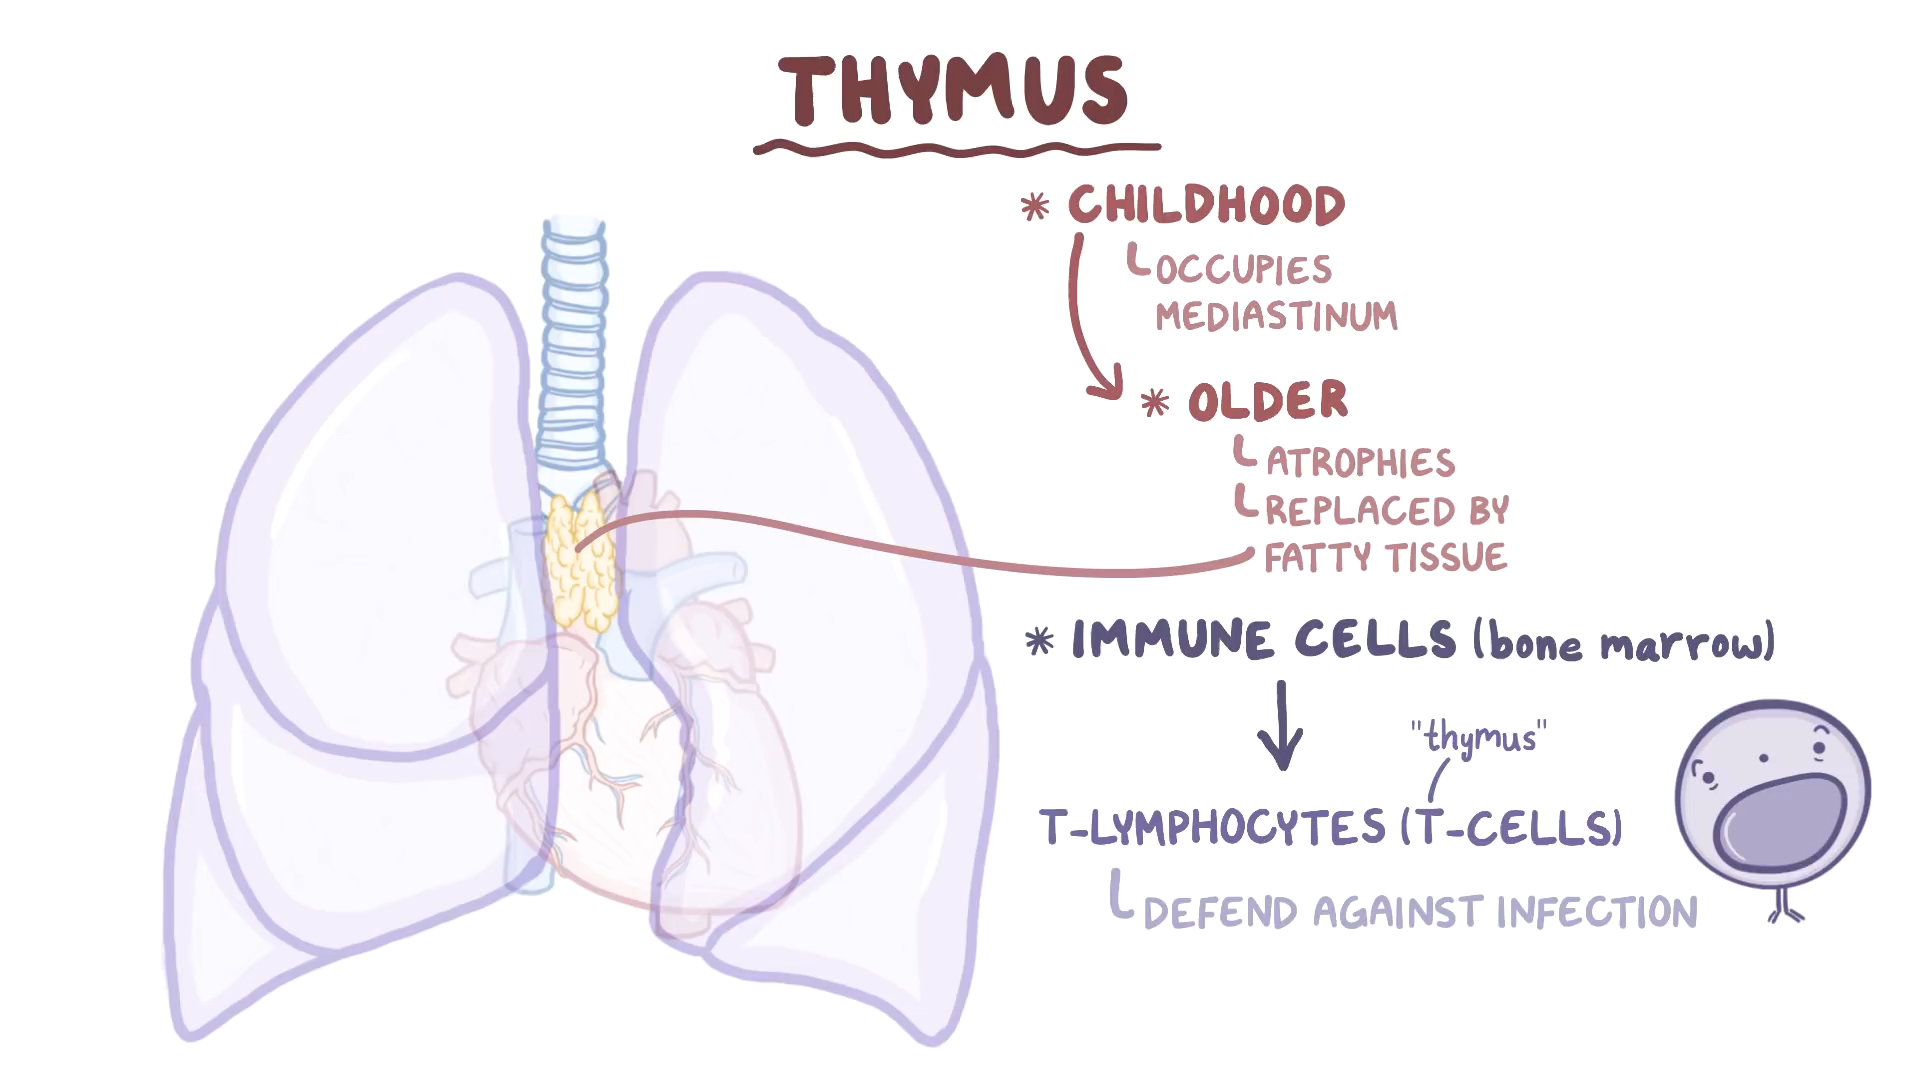 THYMUS
* CHILDHOOD
OCCUPIES
MEDIASTINUM
* OLDER
ATROPHIES
REPLACED BY
FATTY TISSUE
* IMMUNE CELLS (bone marrow)
"thymus"
T-LYMPHOCYTES (T-CELLS)
DEFEND AGAINST INFECTION